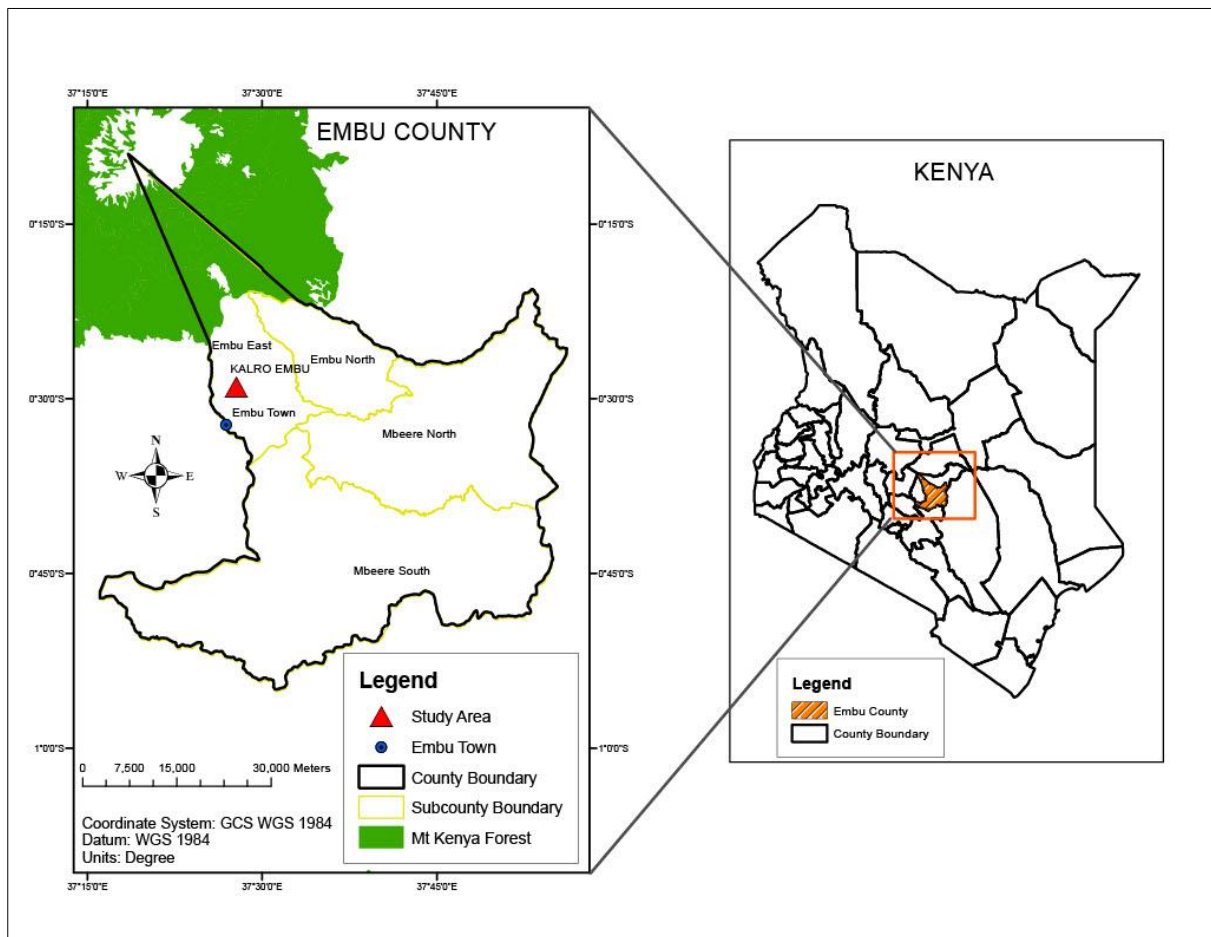 37°15'0"E 37°30'0"E 37°45'0"E
EMBU COUNTY
0°15'0"S 0°15'0"S
Embu East
Embu North
KALRO EMBU
0°30'0"S 0°30'0"S
Embu Town
Mbeere North
N
W E
S
0°45'0"S 0°45'0"S
Mbeere South
Legend
Study Area
Embu Town
1°0'0"S 1°0'0"S
0 7,500 15,000 30,000 Meters
County Boundary
Subcounty Boundary
Mt Kenya Forest
Coordinate System: GCS WGS 1984
Datum: WGS 1984
Units: Degree
37°15'0"E 37°30'0"E 37°45'0"E
KENYA
Legend
Embu County
County Boundary